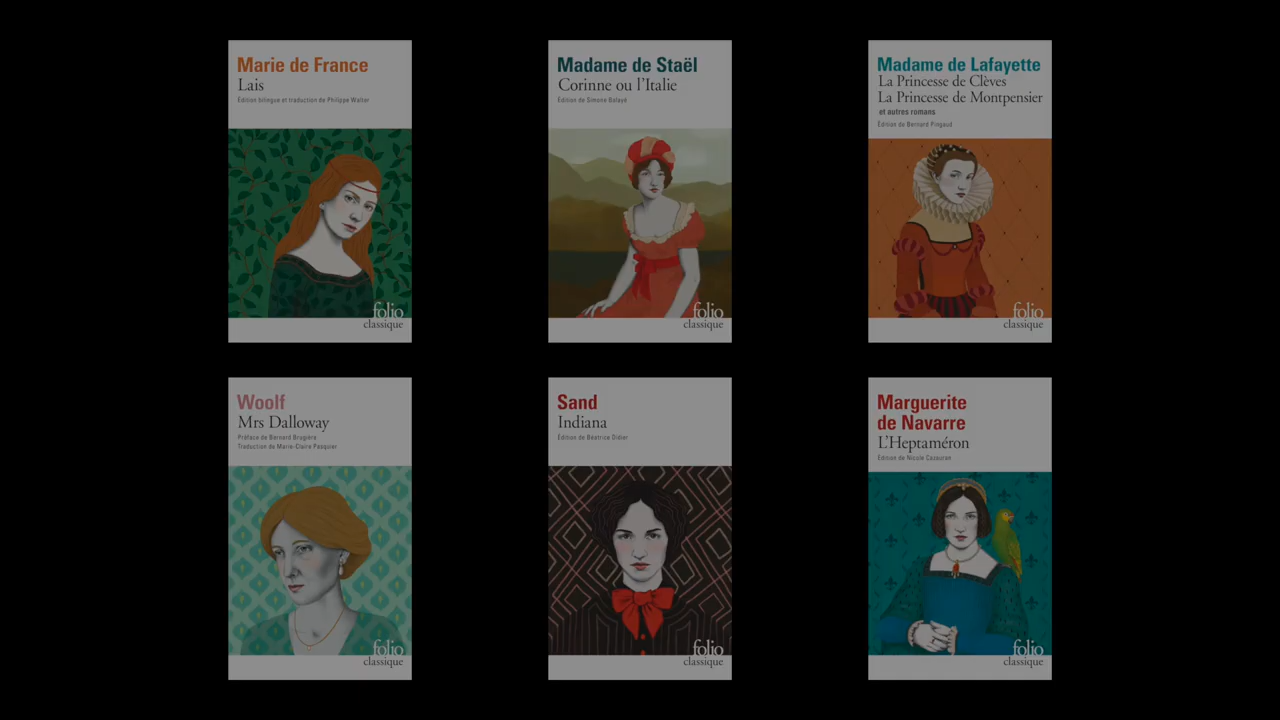 Marie de France
Lais
Édition bilingue et traduction de Philippe Walter
folio
classique
Madame de Staël
Corinne ou l'Italie
Édition de Simone Balayé
folio
classique
Madame de Lafayette
La Princesse de Clèves
La Princesse de Montpensier
et autres romans
Édition de Bernard Pingaud
folio
classique
Woolf
Mrs Dalloway
Préface de Bernard Brugière
Traduction de Marie-Claire Pasquier
folio
classique
Sand
Indiana
Édition de Béatrice Didier
folio
classique
Marguerite
de Navarre
L'Heptaméron
Édition de Nicole Cazauran
folio
classique